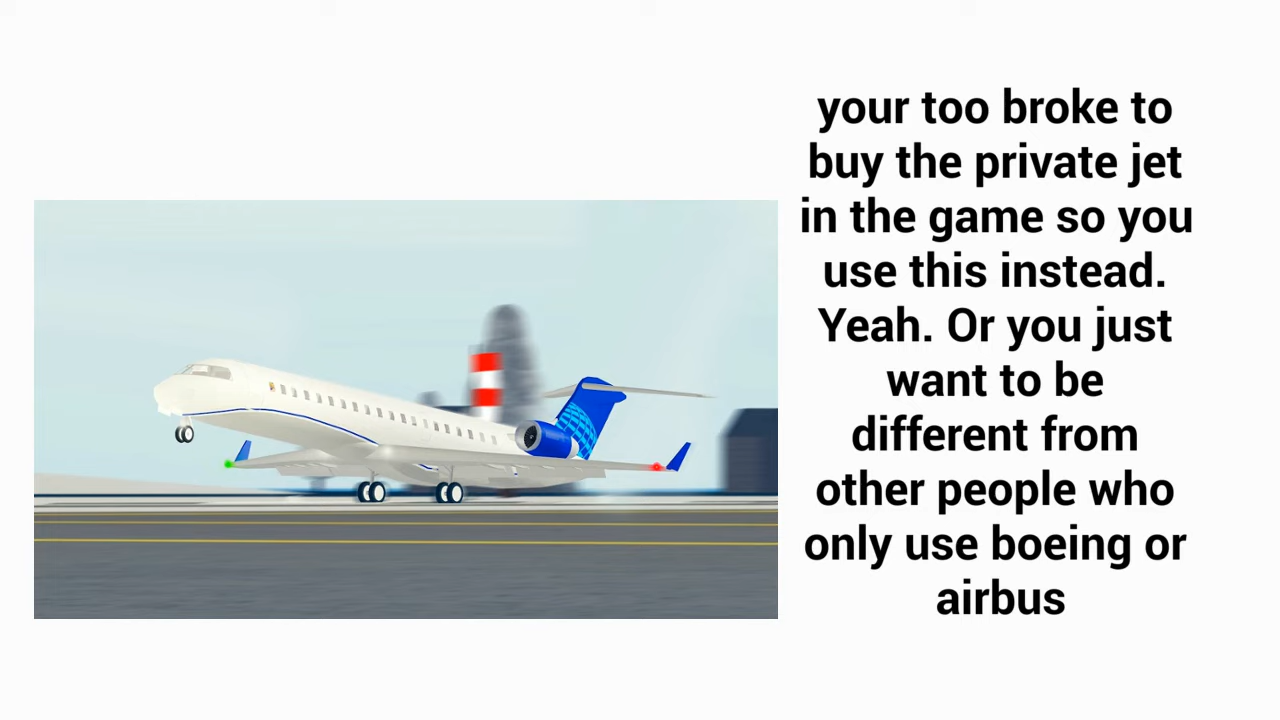 your too broke to
buy the private jet
in the game so you
use this instead.
Yeah. Or you just
want to be
different from
other people who
only use boeing or
airbus